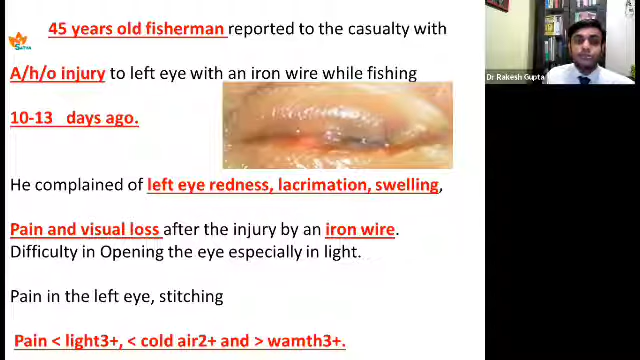 45 years old fisherman reported to the casualty with
A/h/o injury to left eye with an iron wire while fishing
10-13 days ago.
He complained of left eye redness, lacrimation, swelling,
Pain and visual loss after the injury by an iron wire.
Difficulty in Opening the eye especially in light.
Pain in the left eye, stitching
Pain < light3+, < cold air2+ and > wamth3+.
Dr Rakesh Gupta